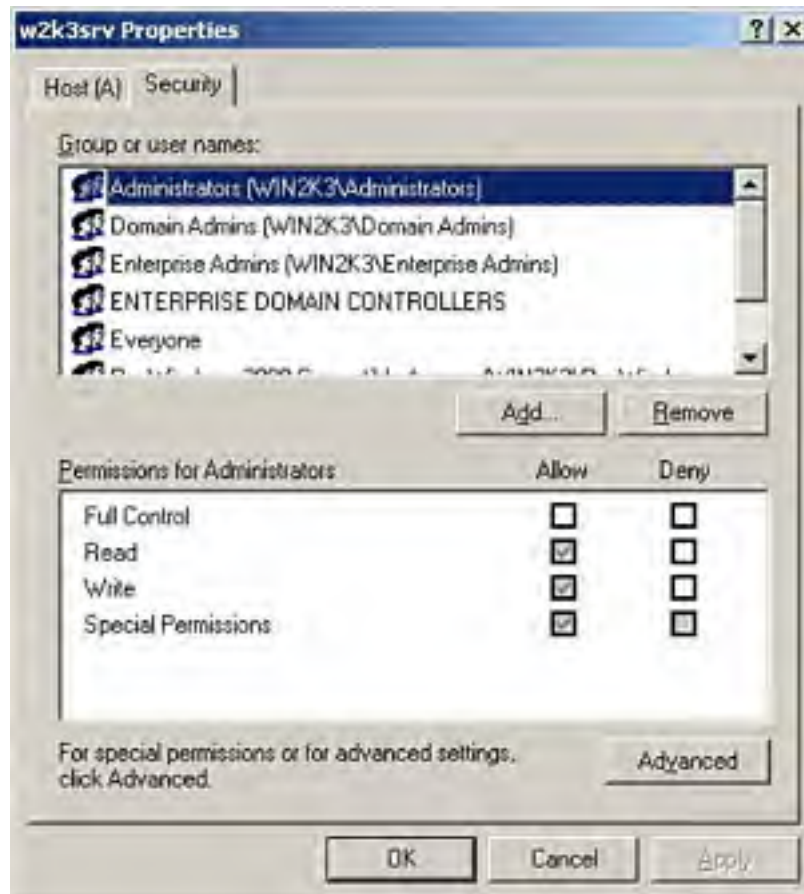 w2k3srv Properties
Host (A) Security
Group or user names:
Administrators (WIN2K3\Administrators)
Domain Admins (WIN2K3\Domain Admins)
Enterprise Admins (WIN2K3\Enterprise Admins)
ENTERPRISE DOMAIN CONTROLLERS
Everyone
Add... Remove
Permissions for Administrators Allow Deny
Full Control
Read
Write
Special Permissions
For special permissions or for advanced settings,
click Advanced.
Advanced
OK Cancel Apply